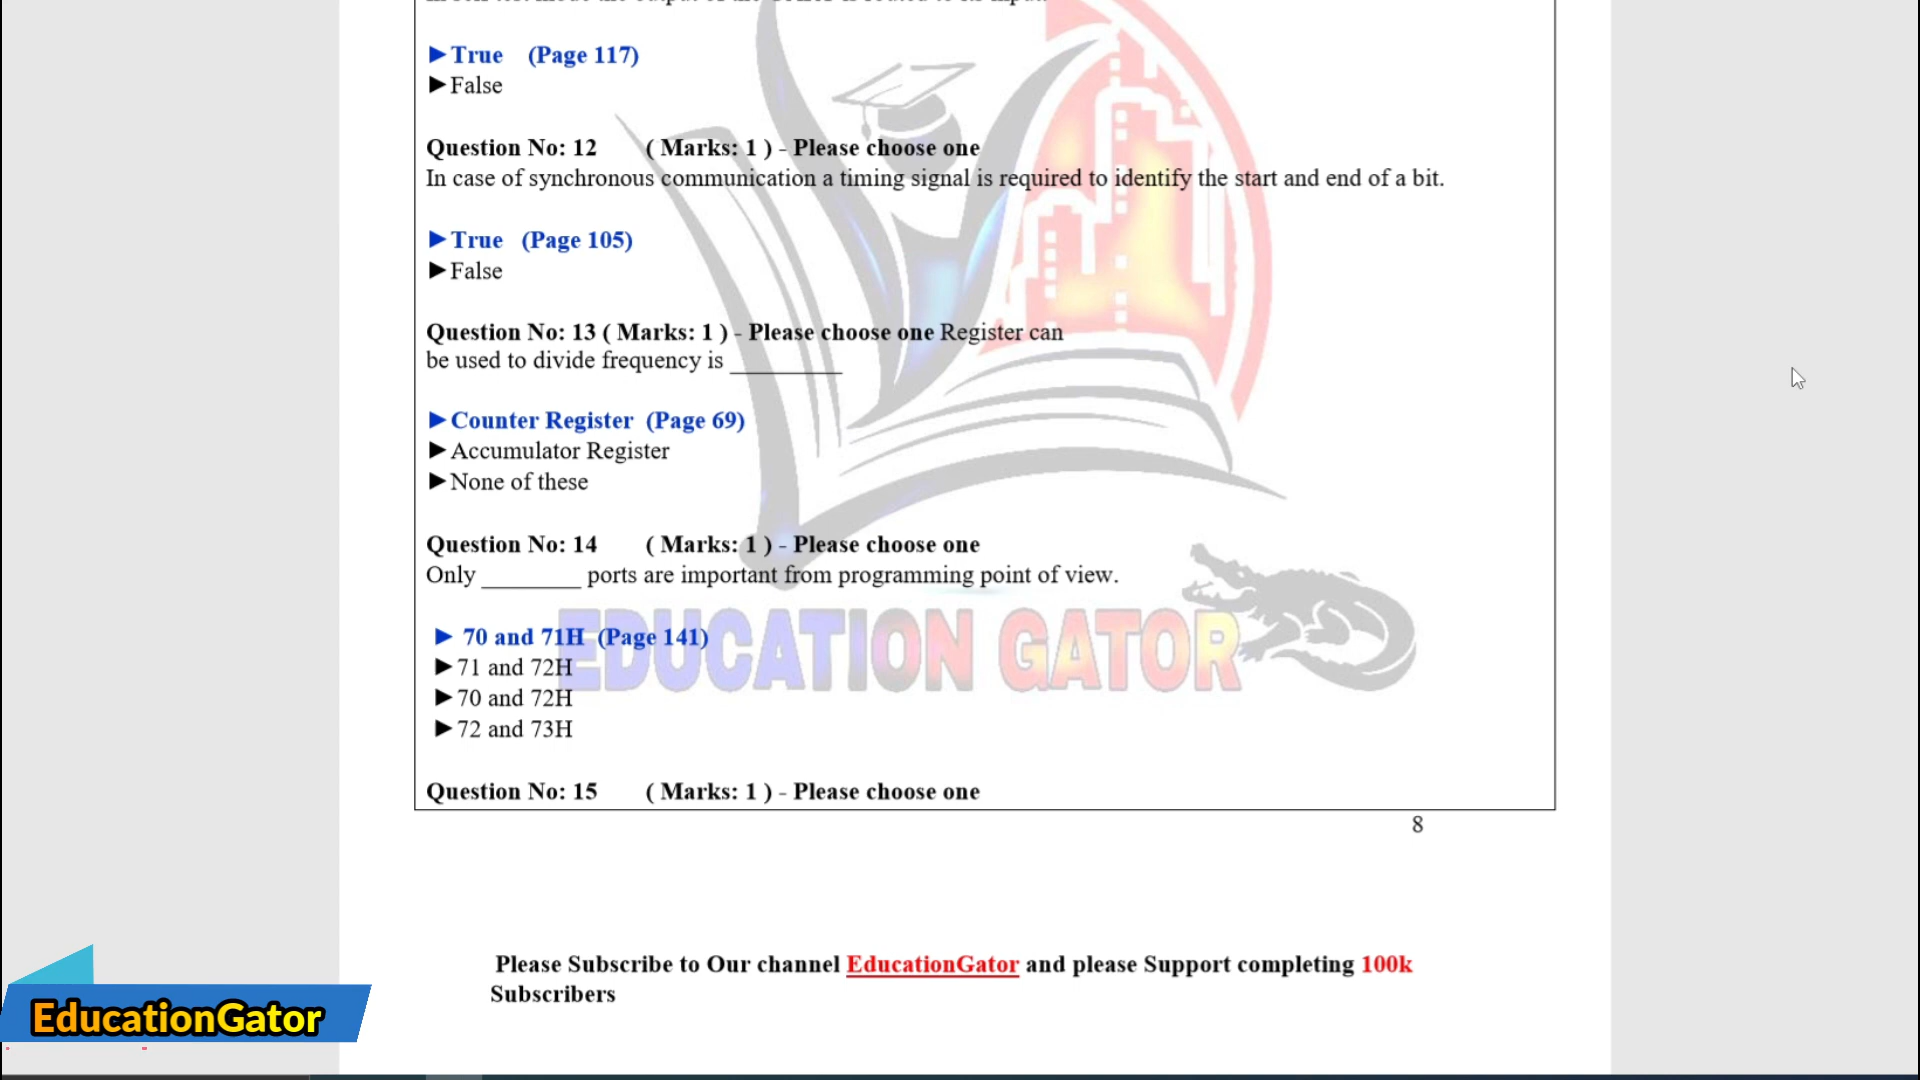 ►True (Page 117)
►False
Question No: 12 ( Marks: 1 ) - Please choose one
In case of synchronous communication a timing signal is required to identify the start and end of a bit.
►True (Page 105)
►False
Question No: 13 ( Marks: 1 ) - Please choose one Register can
be used to divide frequency is _________
►Counter Register (Page 69)
►Accumulator Register
►None of these
Question No: 14 ( Marks: 1 ) - Please choose one
Only ________ ports are important from programming point of view.
► 70 and 71H (Page 141)
►71 and 72H
►70 and 72H
►72 and 73H
EDUCATION GATOR
Question No: 15 ( Marks: 1 ) - Please choose one
8
Please Subscribe to Our channel EducationGator and please Support completing 100k
Subscribers
EducationGator